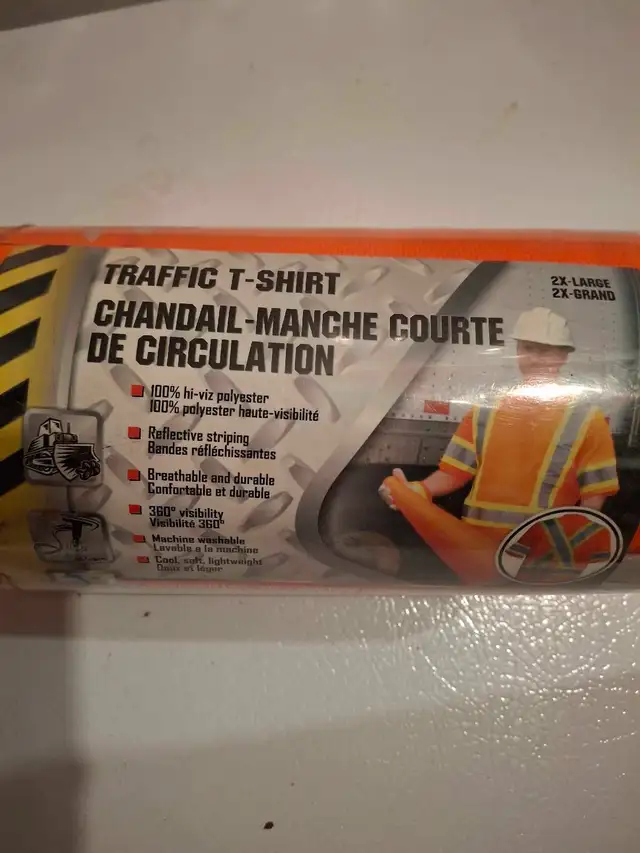 TRAFFIC T-SHIRT
2X-LARGE
2X-GRAND
CHANDAIL-MANCHE COURTE
DE CIRCULATION
100% hi-viz polyester
100% polyester haute-visibilité
Reflective striping
Bandes réfléchissantes
Breathable and durable
Confortable et durable
360° visibility
Visibilité 360°
Machine washable
Lavable a la machine
Cool, soft, lightweight
Doux et léger